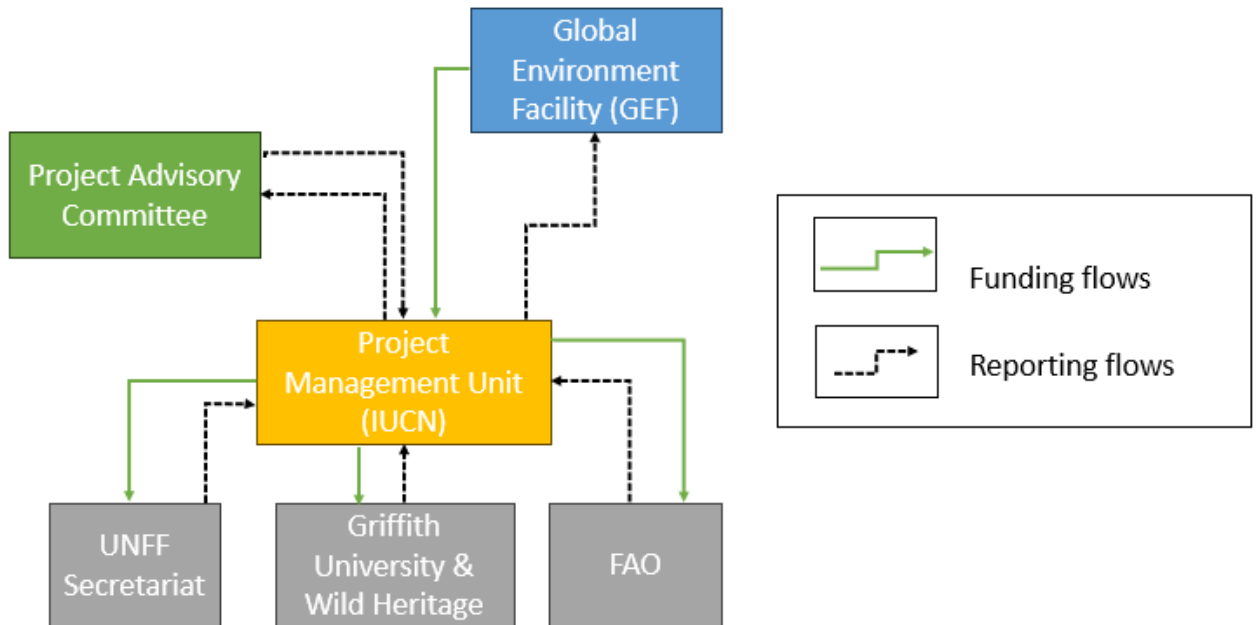 Global
Environment
Facility (GEF)
Project Advisory
Committee
Funding flows
Reporting flows
Project
Management Unit
(IUCN)
UNFF
Secretariat
Griffith
University &
Wild Heritage
FAO